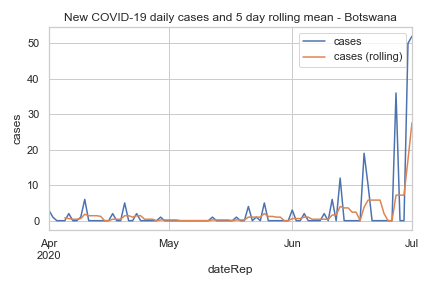 New COVID-19 daily cases and 5 day rolling mean - Botswana
cases
cases (rolling)
50
40
30
20
10
0
cases
Apr
2020
May
Jun
Jul
dateRep